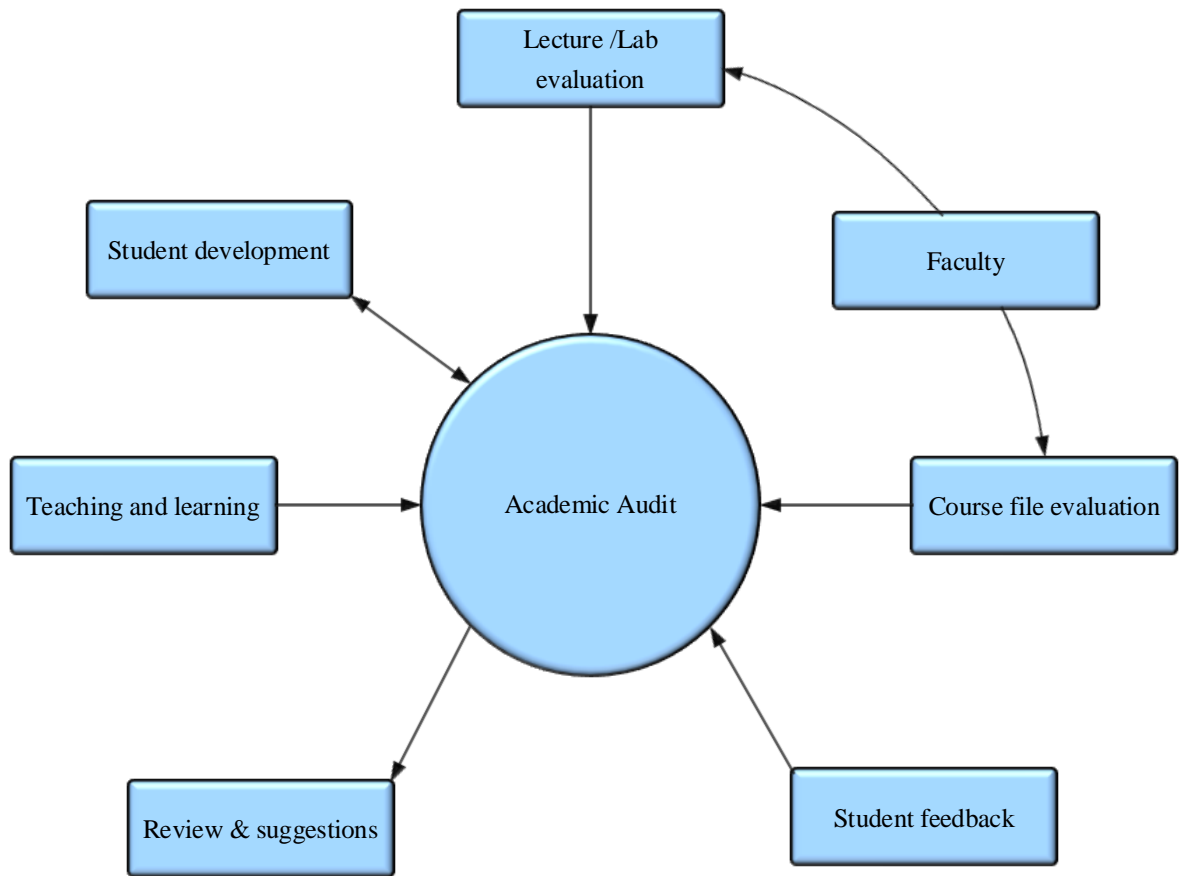 Lecture /Lab
evaluation
Student development
Faculty
Teaching and learning
Academic Audit
Course file evaluation
Review & suggestions
Student feedback